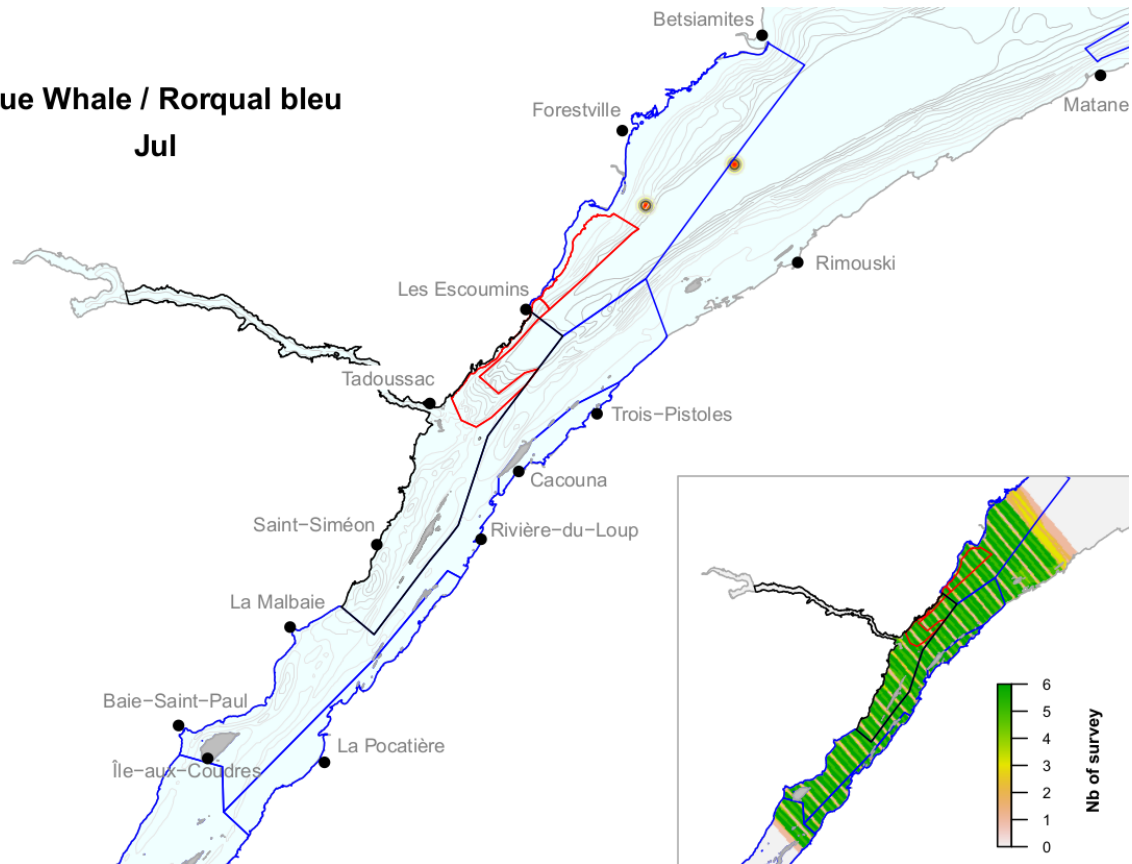 Betsiamites
ue Whale / Rorqual bleu
Jul
Forestville
Matane
Rimouski
Les Escoumins
Tadoussac
Trois−Pistoles
Cacouna
Saint−Siméon
Rivière−du−Loup
La Malbaie
Baie−Saint−Paul
La Pocatière
Île−aux−Coudres
6
5
4
3
2
1
0
Nb of survey